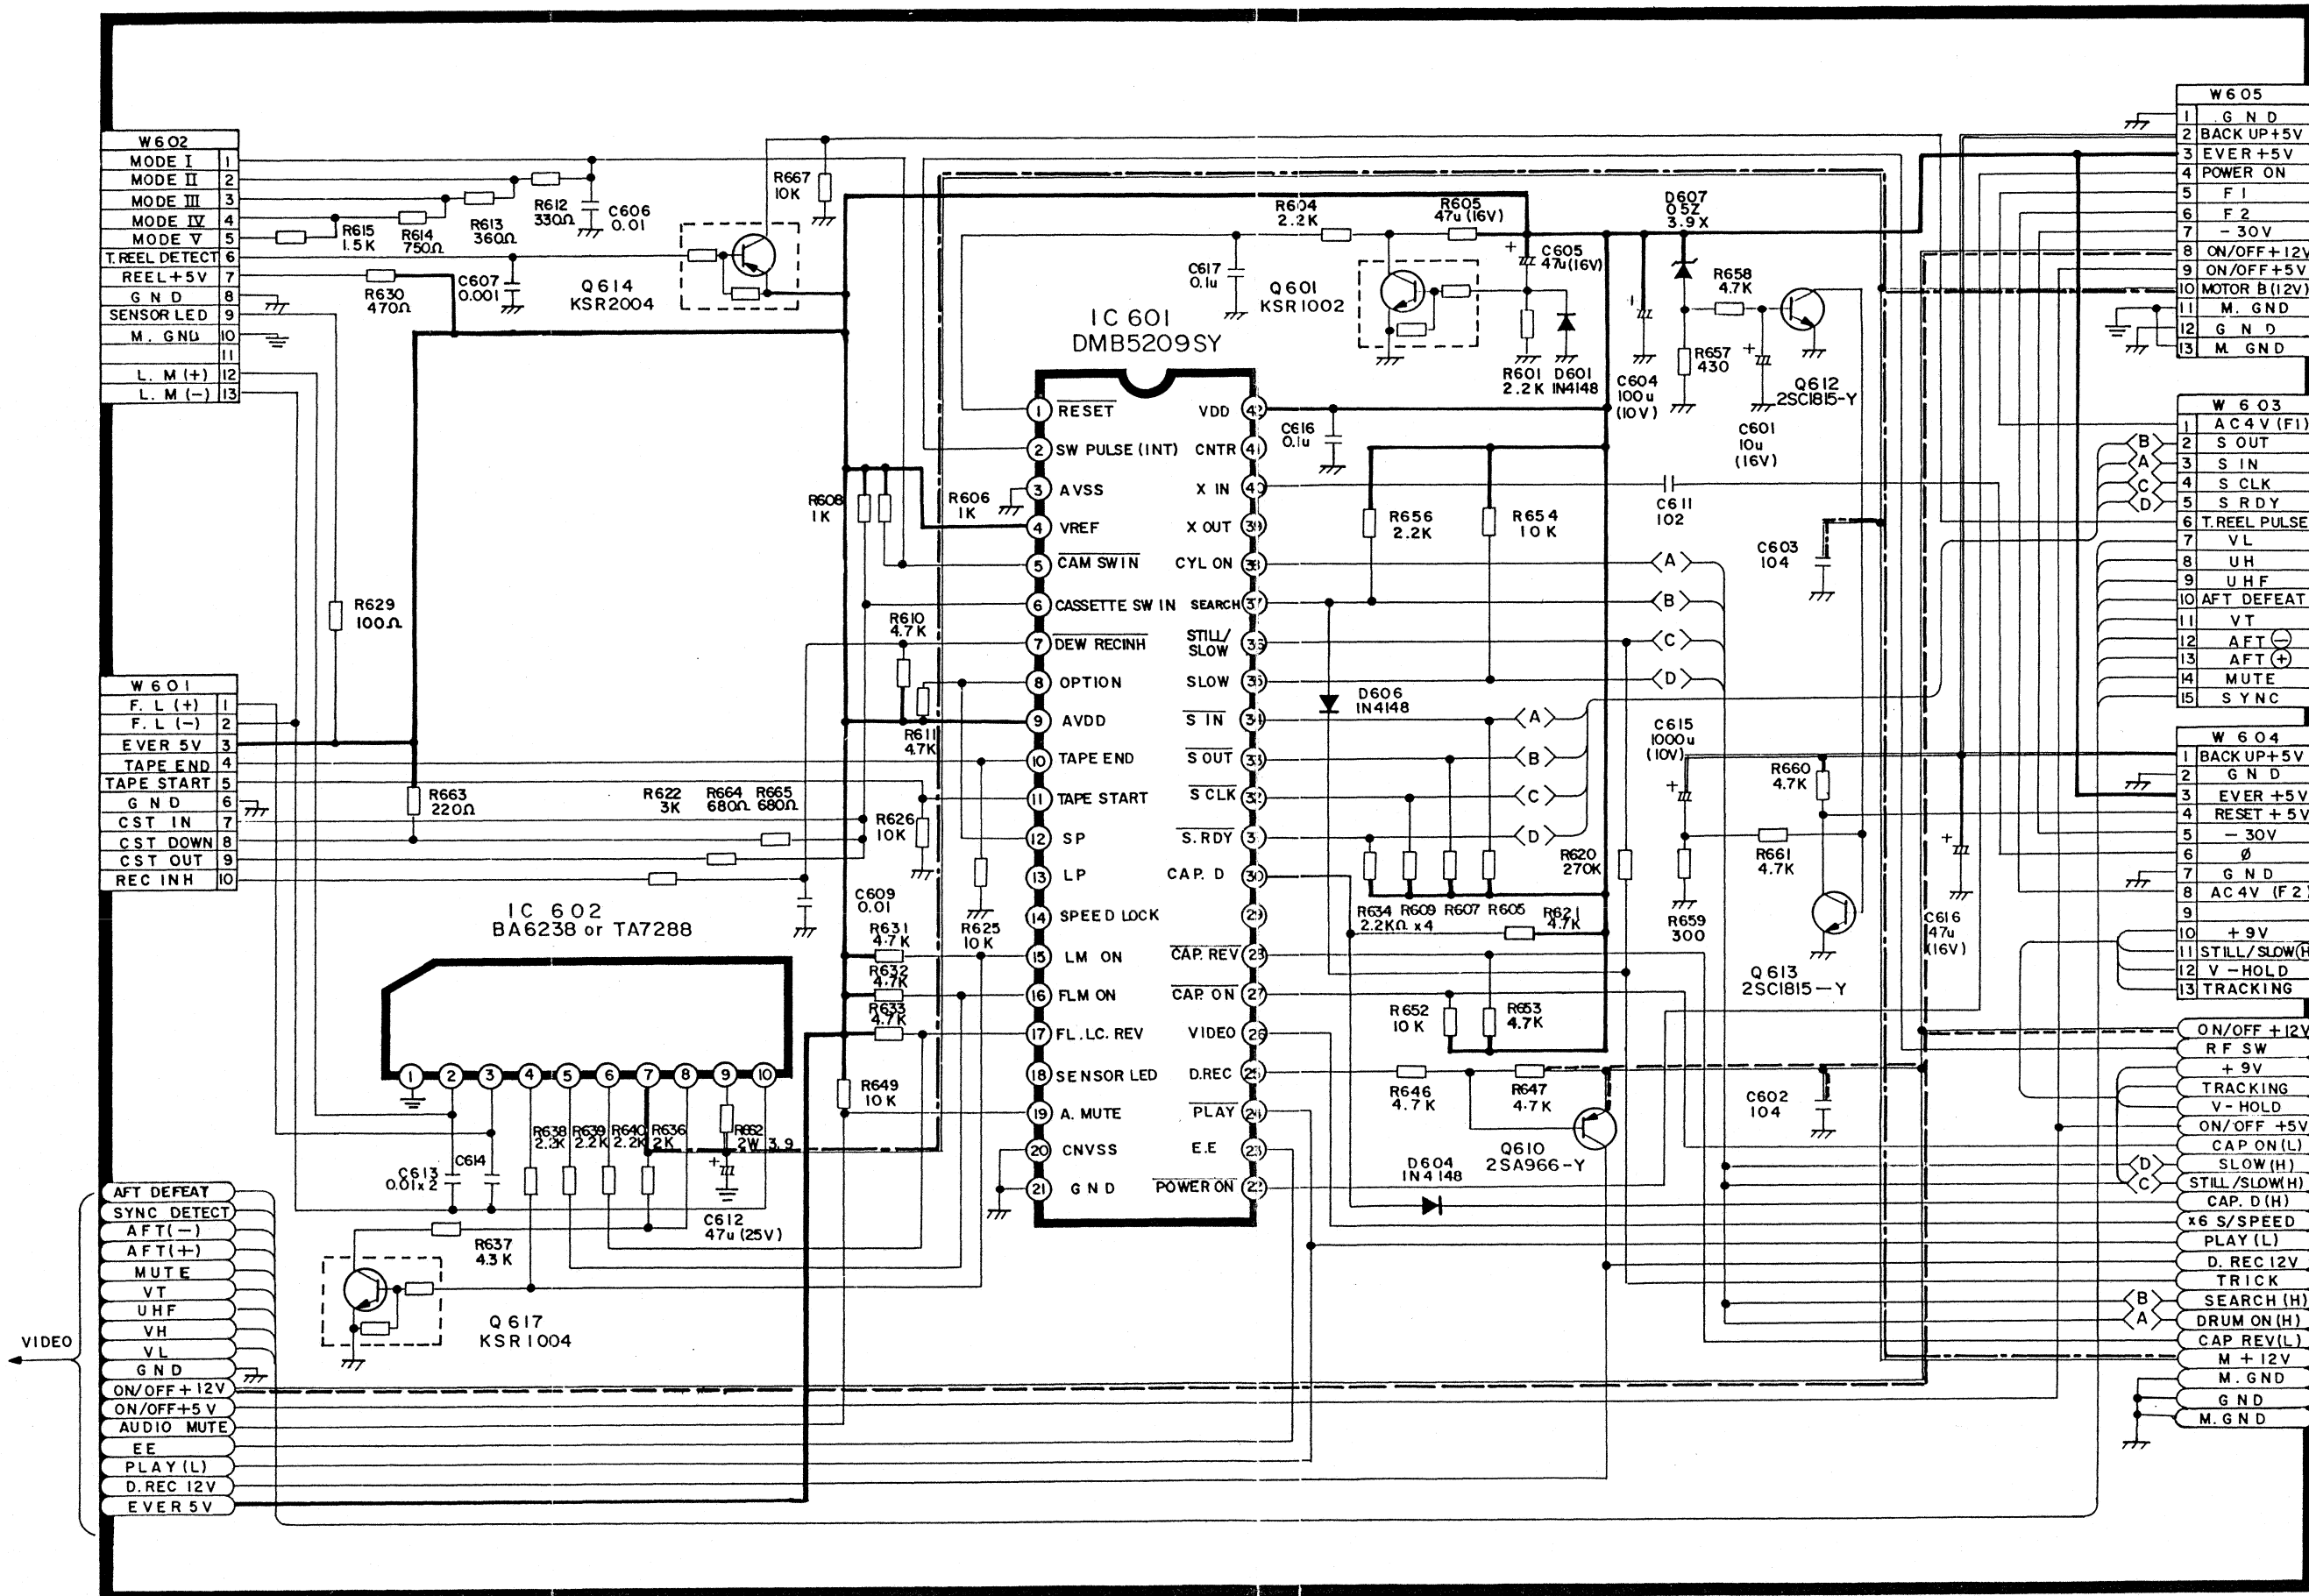 W602
MODE I 1
MODE II 2
MODE III 3
MODE IV 4
MODE V 5
T.REEL DETECT 6
REEL+5V 7
GND 8
SENSOR LED 9
M. GND 10
11
L. M (+) 12
L. M (-) 13
R615
1.5K
R614
750Ω
R613
360Ω
R612
330Ω
C606
0.01
C607
0.001
R630
470Ω
Q614
KSR2004
R667
10K
W601
F. L (+) 1
F. L (-) 2
EVER 5V 3
TAPE END 4
TAPE START 5
GND 6
CST IN 7
CST DOWN 8
CST OUT 9
REC INH 10
R629
100Ω
R663
220Ω
R622
3K
R664
680Ω
R665
680Ω
R608
1K
R606
1K
R610
4.7K
R611
4.7K
R626
10K
C609
0.01
R625
10K
R631
4.7K
R632
4.7K
R633
4.7K
R649
10K
IC 602
BA6238 or TA7288
1 2 3 4 5 6 7 8 9 10
R638
2.2K
R639
2.2K
R640
2.2K
R636
2K
R662
2W 3.9
C613
0.01x2
C614
C612
47u (25V)
R637
4.3K
Q617
KSR1004
VIDEO
AFT DEFEAT
SYNC DETECT
AFT(-)
AFT(+)
MUTE
VT
UHF
VH
VL
GND
ON/OFF+12V
ON/OFF+5V
AUDIO MUTE
EE
PLAY(L)
D.REC 12V
EVER 5V
IC 601
DMB5209SY
1 RESET
2 SW PULSE (INT)
3 AVSS
4 VREF
5 CAM SWIN
6 CASSETTE SW IN
7 DEW RECINH
8 OPTION
9 AVDD
10 TAPE END
11 TAPE START
12 SP
13 LP
14 SPEED LOCK
15 LM ON
16 FLM ON
17 FL.LC.REV
18 SENSOR LED
19 A. MUTE
20 CNVSS
21 GND
VDD
CNTR
X IN
X OUT
CYL ON
SEARCH
STILL/
SLOW
SLOW
S IN
S OUT
S CLK
S.RDY
CAP. D
CAP. REV
CAP. ON 27
VIDEO
D.REC
PLAY
E.E
POWER ON
C617
0.1u
R604
2.2K
R605
47u (16V)
Q601
KSR1002
C605
47u(16V)
R601
2.2K
D601
IN4148
C604
100u
(10V)
D607
05Z
3.9X
R658
4.7K
R657
430
C601
10u
(16V)
Q612
2SC1815-Y
C616
0.1u
R656
2.2K
R654
10K
C611
102
C603
104
A
B
C
D
D606
IN4148
A
B
C
D
R634 R609 R607 R605
2.2KΩ x4
R620
270K
R621
4.7K
C615
1000u
(10V)
R660
4.7K
R661
4.7K
R659
300
Q613
2SC1815-Y
C616
47u
(16V)
R652
10K
R653
4.7K
R646
4.7K
R647
4.7K
Q610
2SA966-Y
D604
IN4148
C602
104
W605
1 GND
2 BACK UP+5V
3 EVER+5V
4 POWER ON
5 F1
6 F2
7 -30V
8 ON/OFF+12V
9 ON/OFF+5V
10 MOTOR B(12V)
11 M. GND
12 GND
13 M. GND
W603
1 AC4V (F1)
B 2 S OUT
A 3 S IN
C 4 S CLK
D 5 S RDY
6 T.REEL PULSE
7 VL
8 UH
9 UHF
10 AFT DEFEAT
11 VT
12 AFT ⊖
13 AFT ⊕
14 MUTE
15 SYNC
W604
1 BACK UP+5V
2 GND
3 EVER +5V
4 RESET +5V
5 -30V
6 Ø
7 GND
8 AC4V (F2)
9
10 +9V
11 STILL/SLOW(H
12 V-HOLD
13 TRACKING
ON/OFF +12V
RF SW
+9V
TRACKING
V-HOLD
ON/OFF +5V
CAP ON(L)
D SLOW(H)
C STILL/SLOW(H)
CAP. D(H)
x6 S/SPEED
PLAY(L)
D. REC 12V
TRICK
B SEARCH(H)
A DRUM ON(H)
CAP REV(L)
M +12V
M. GND
GND
M.GND